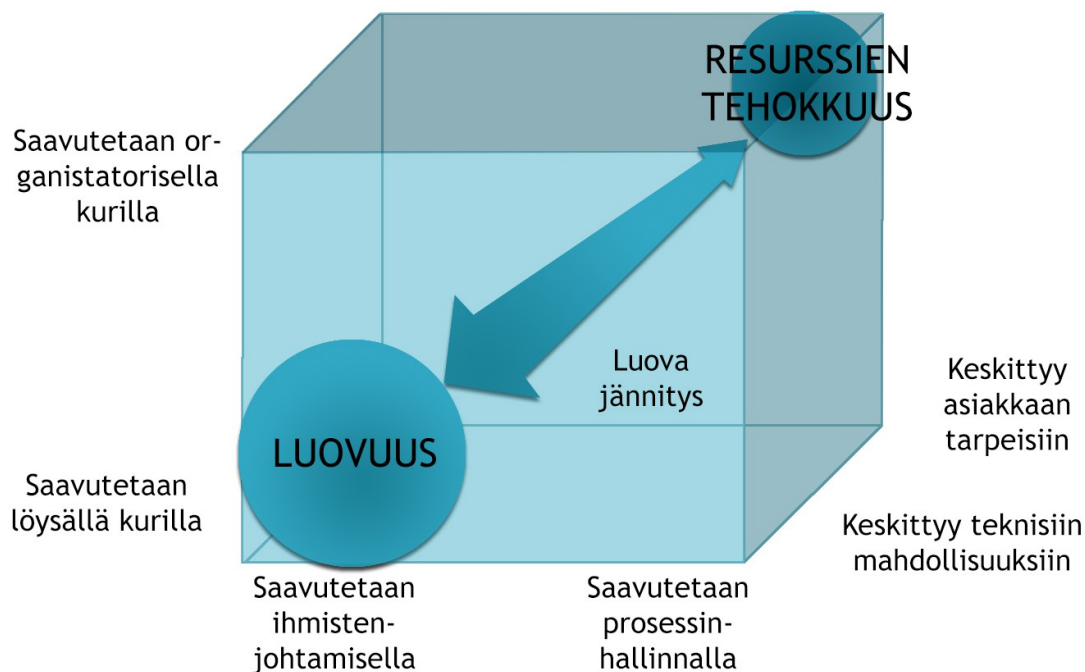 RESURSSIEN
TEHOKKUUS
Saavutetaan or-
ganistatorisella
kurilla
Luova
jännitys
Keskittyy
asiakkaan
tarpeisiin
LUOVUUS
Saavutetaan
löysällä kurilla
Keskittyy teknisiin
mahdollisuuksiin
Saavutetaan
ihmisten-
johtamisella
Saavutetaan
prosessin-
hallinnalla